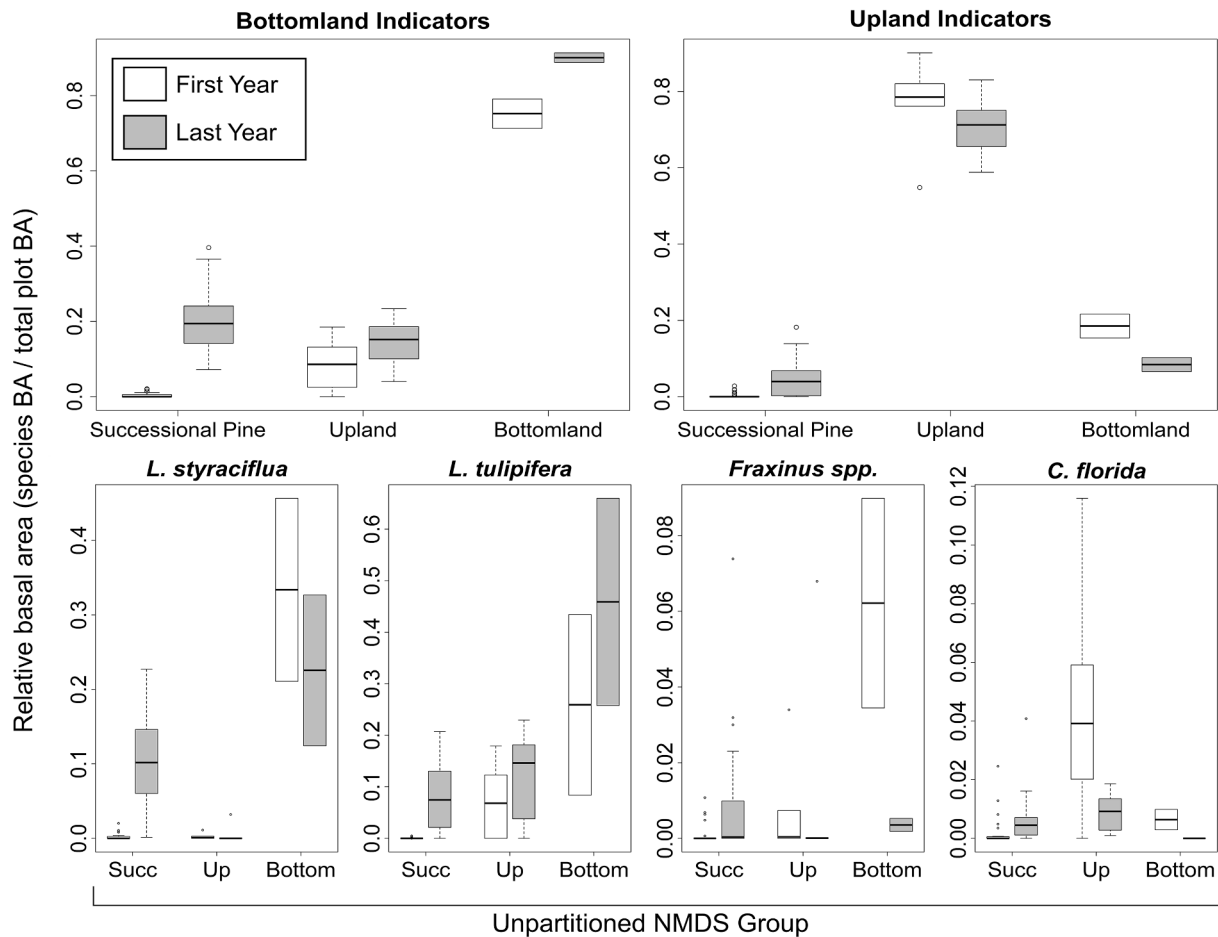 Bottomland Indicators
Upland Indicators
First Year
Last Year
0.0 0.2 0.4 0.6 0.8
Successional Pine Upland Bottomland
0.0 0.2 0.4 0.6 0.8
Successional Pine Upland Bottomland
Relative basal area (species BA / total plot BA)
L. styraciflua
0.0 0.1 0.2 0.3 0.4
Succ Up Bottom
L. tulipifera
0.0 0.1 0.2 0.3 0.4 0.5 0.6
Succ Up Bottom
Fraxinus spp.
0.00 0.02 0.04 0.06 0.08
Succ Up Bottom
C. florida
0.00 0.02 0.04 0.06 0.08 0.10 0.12
Succ Up Bottom
Unpartitioned NMDS Group